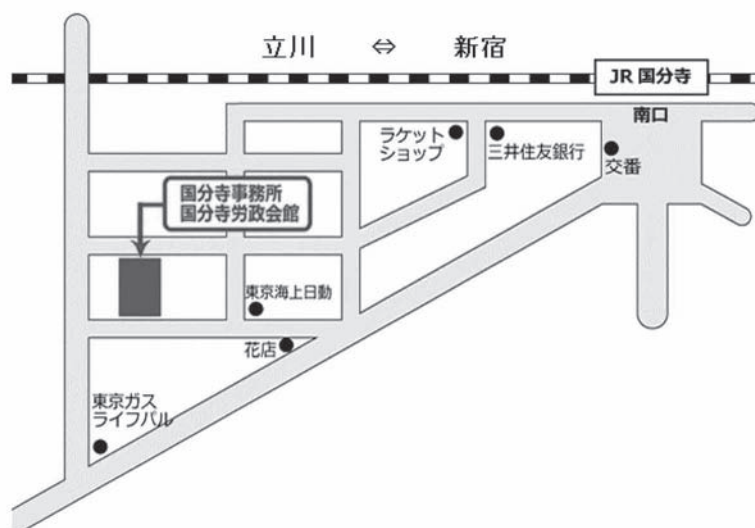 立川 ⇔ 新宿
JR 国分寺
南口
ラケット
ショップ
三井住友銀行
交番
国分寺事務所
国分寺労政会館
東京海上日動
花店
東京ガス
ライフバル